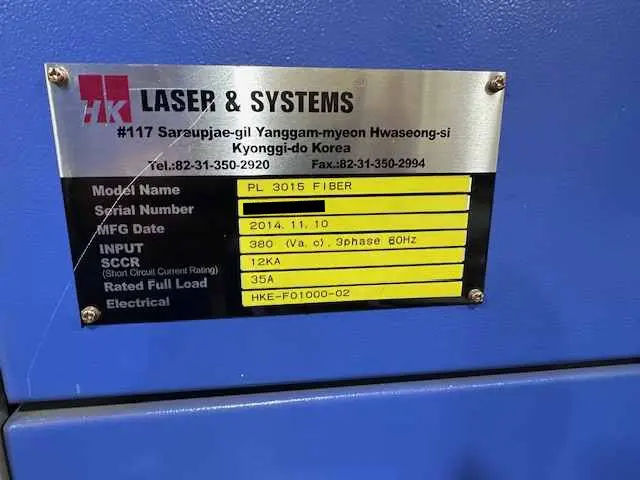 HK LASER & SYSTEMS
#117 Saraupjae-gil Yanggam-myeon Hwaseong-si
Kyonggi-do Korea
Tel.:82-31-350-2920 Fax.:82-31-350-2994
Model Name PL 3015 FIBER
Serial Number
MFG Date 2014.11.10
INPUT 380 (Va.c). 3phase 60Hz
SCCR 12KA
(Short Circuit Current Rating)
Rated Full Load 35A
Electrical HKE-F01000-02